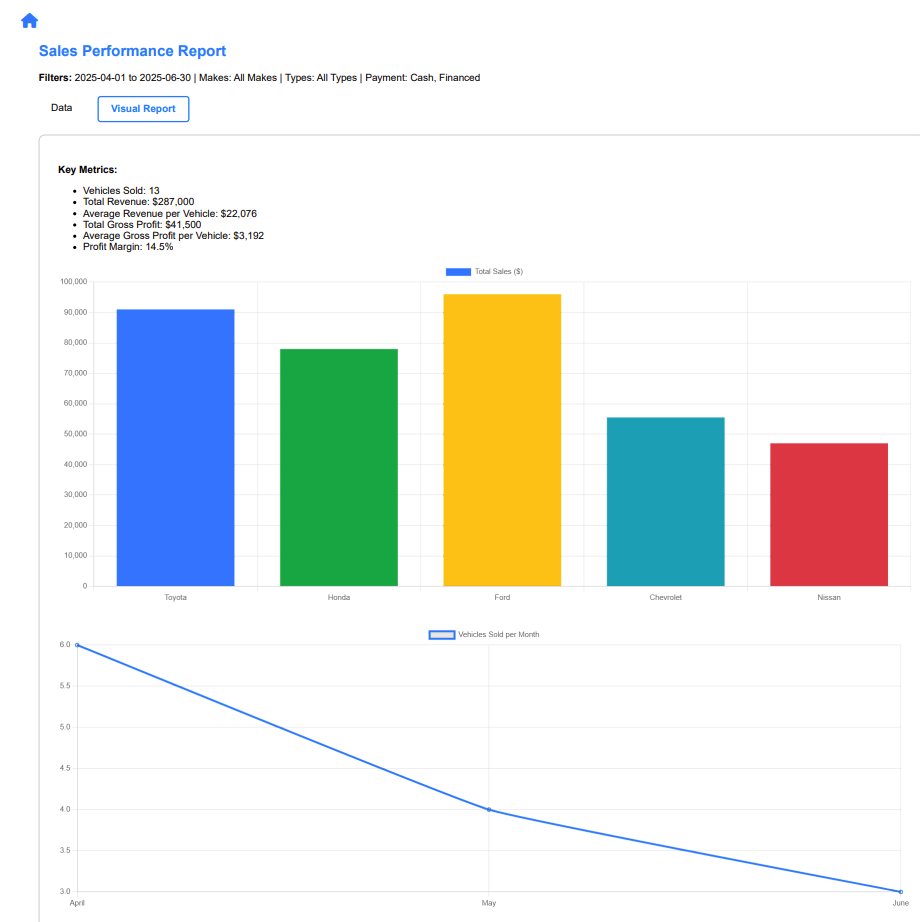 Sales Performance Report
Filters: 2025-04-01 to 2025-06-30 | Makes: All Makes | Types: All Types | Payment: Cash, Financed
Data
Visual Report
Key Metrics:
• Vehicles Sold: 13
• Total Revenue: $287,000
• Average Revenue per Vehicle: $22,076
• Total Gross Profit: $41,500
• Average Gross Profit per Vehicle: $3,192
• Profit Margin: 14.5%
Total Sales ($)
100,000
90,000
80,000
70,000
60,000
50,000
40,000
30,000
20,000
10,000
0
Toyota Honda Ford Chevrolet Nissan
Vehicles Sold per Month
6.0
5.5
5.0
4.5
4.0
3.5
3.0
April May June